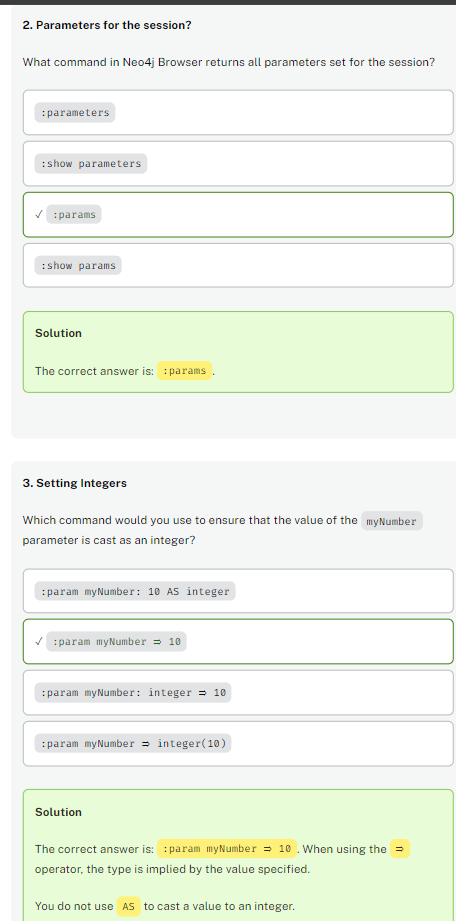 2. Parameters for the session?
What command in Neo4j Browser returns all parameters set for the session?
:parameters
:show parameters
✓ :params
:show params
Solution
The correct answer is: :params .
3. Setting Integers
Which command would you use to ensure that the value of the myNumber
parameter is cast as an integer?
:param myNumber: 10 AS integer
✓ :param myNumber ⇒ 10
:param myNumber: integer ⇒ 10
:param myNumber ⇒ integer(10)
Solution
The correct answer is: :param myNumber ⇒ 10 . When using the ⇒
operator, the type is implied by the value specified.
You do not use AS to cast a value to an integer.